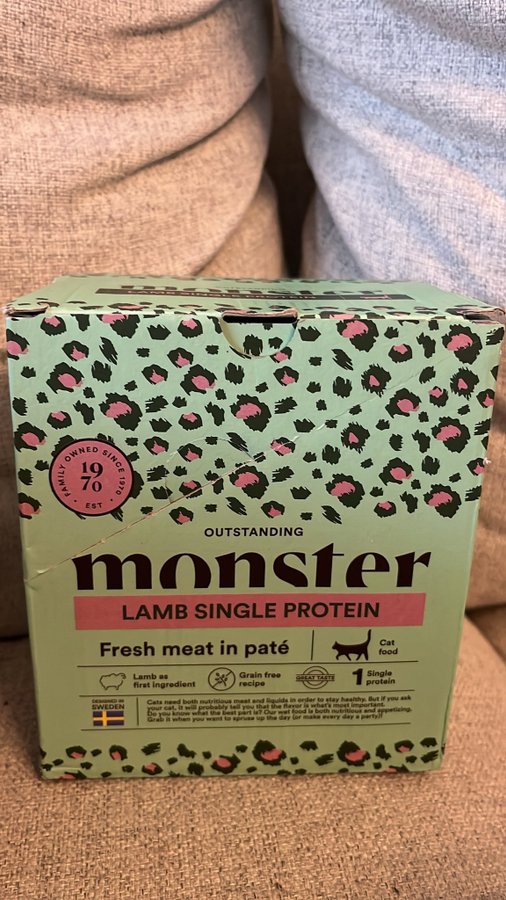 monster
LAMB SINGLE PROTEIN
FAMILY OWNED SINCE 1970
19
70
EST
OUTSTANDING
monster
LAMB SINGLE PROTEIN
Fresh meat in paté
Cat
food
Lamb as
first ingredient
Grain free
recipe
GREAT TASTE
1 Single
protein
DESIGNED IN
SWEDEN
Cats need both nutritious meat and liquids in order to stay healthy. But if you ask
your cat, it will probably tell you that the flavor is what's most important.
Do you know what the best part is? Our wet food is both nutritious and appetizing.
Grab it when you want to spruce up the day (or make every day a party)!